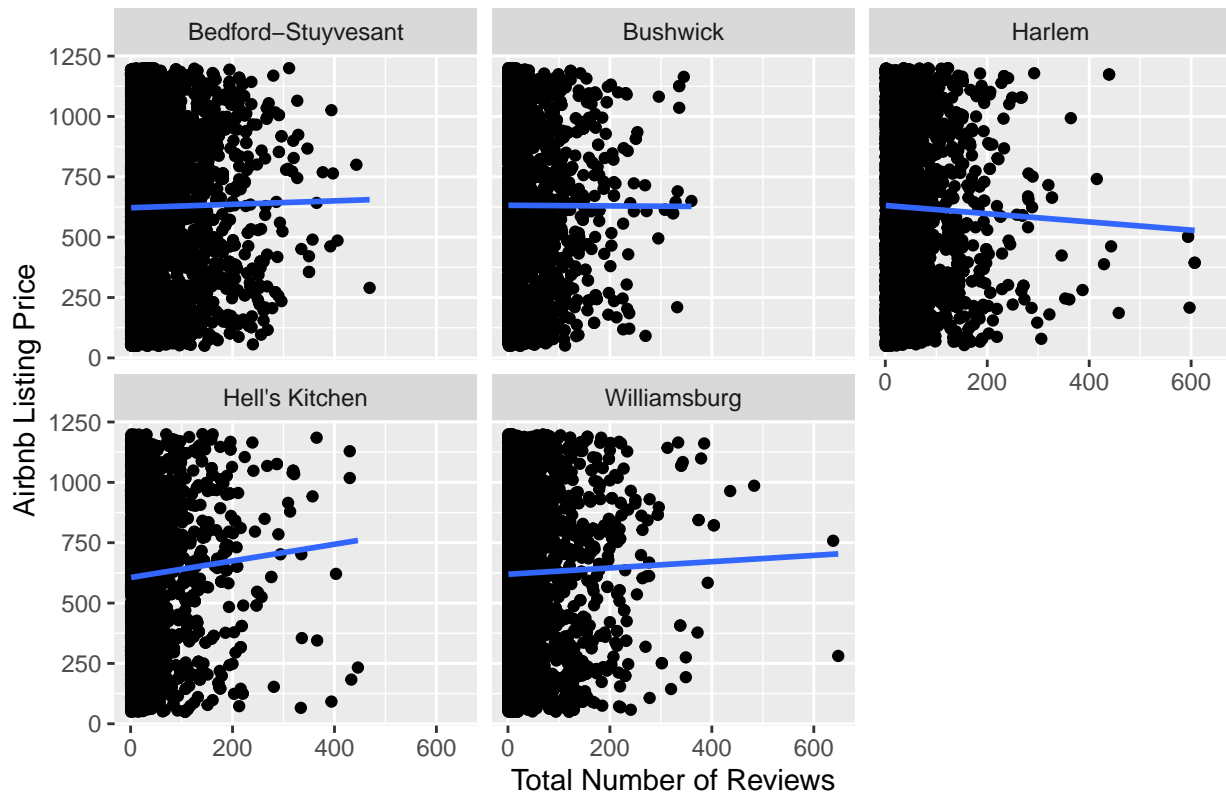 Bedford−Stuyvesant
Bushwick
Harlem
1250
1000
750
500
250
0
0 200 400 600
Hell's Kitchen
Williamsburg
1250
1000
750
500
250
0
0 200 400 600
0 200 400 600
Airbnb Listing Price
Total Number of Reviews